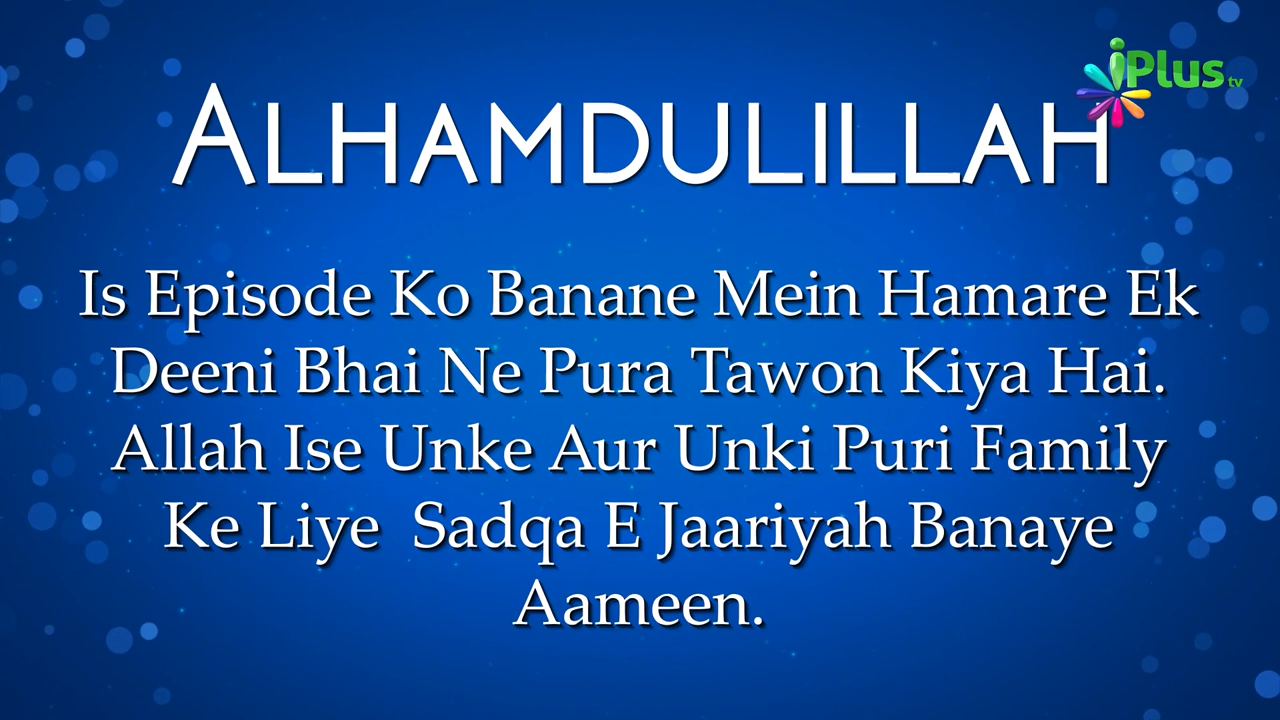 iPlus tv
ALHAMDULILLAH
Is Episode Ko Banane Mein Hamare Ek
Deeni Bhai Ne Pura Tawon Kiya Hai.
Allah Ise Unke Aur Unki Puri Family
Ke Liye  Sadqa E Jaariyah Banaye
Aameen.